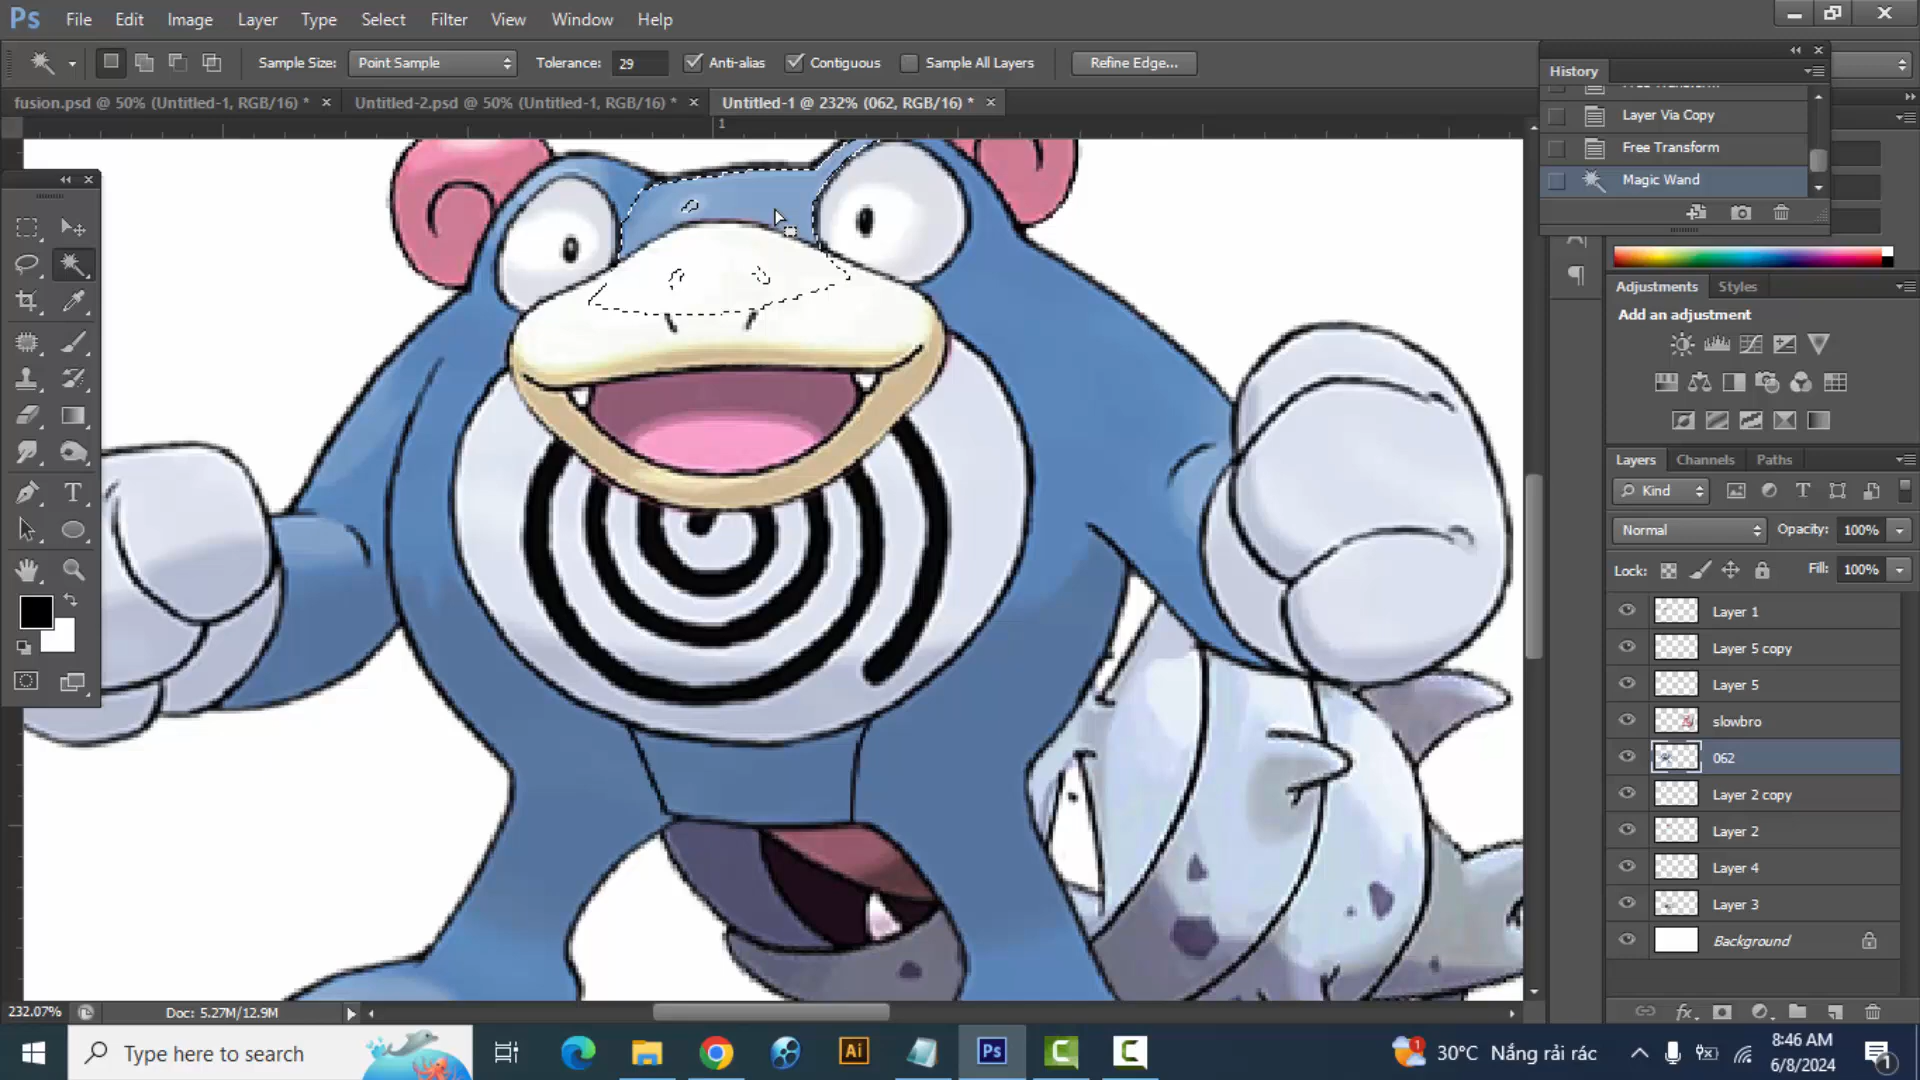 Ps File Edit Image Layer Type Select Filter View Window Help
Sample Size: Point Sample Tolerance: 29 Anti-alias Contiguous Sample All Layers Refine Edge...
fusion.psd @ 50% (Untitled-1, RGB/16) * × Untitled-2.psd @ 50% (Untitled-1, RGB/16) * × Untitled-1 @ 232% (062, RGB/16) * ×
1
History
Layer Via Copy
Free Transform
Magic Wand
Adjustments Styles
Add an adjustment
Layers Channels Paths
Kind
Normal Opacity: 100%
Lock: Fill: 100%
Layer 1
Layer 5 copy
Layer 5
slowbro
062
Layer 2 copy
Layer 2
Layer 4
Layer 3
Background
232.07% Doc: 5.27M/12.9M
Type here to search Ai Ps 30°C Nắng rải rác 8:46 AM
6/8/2024
1